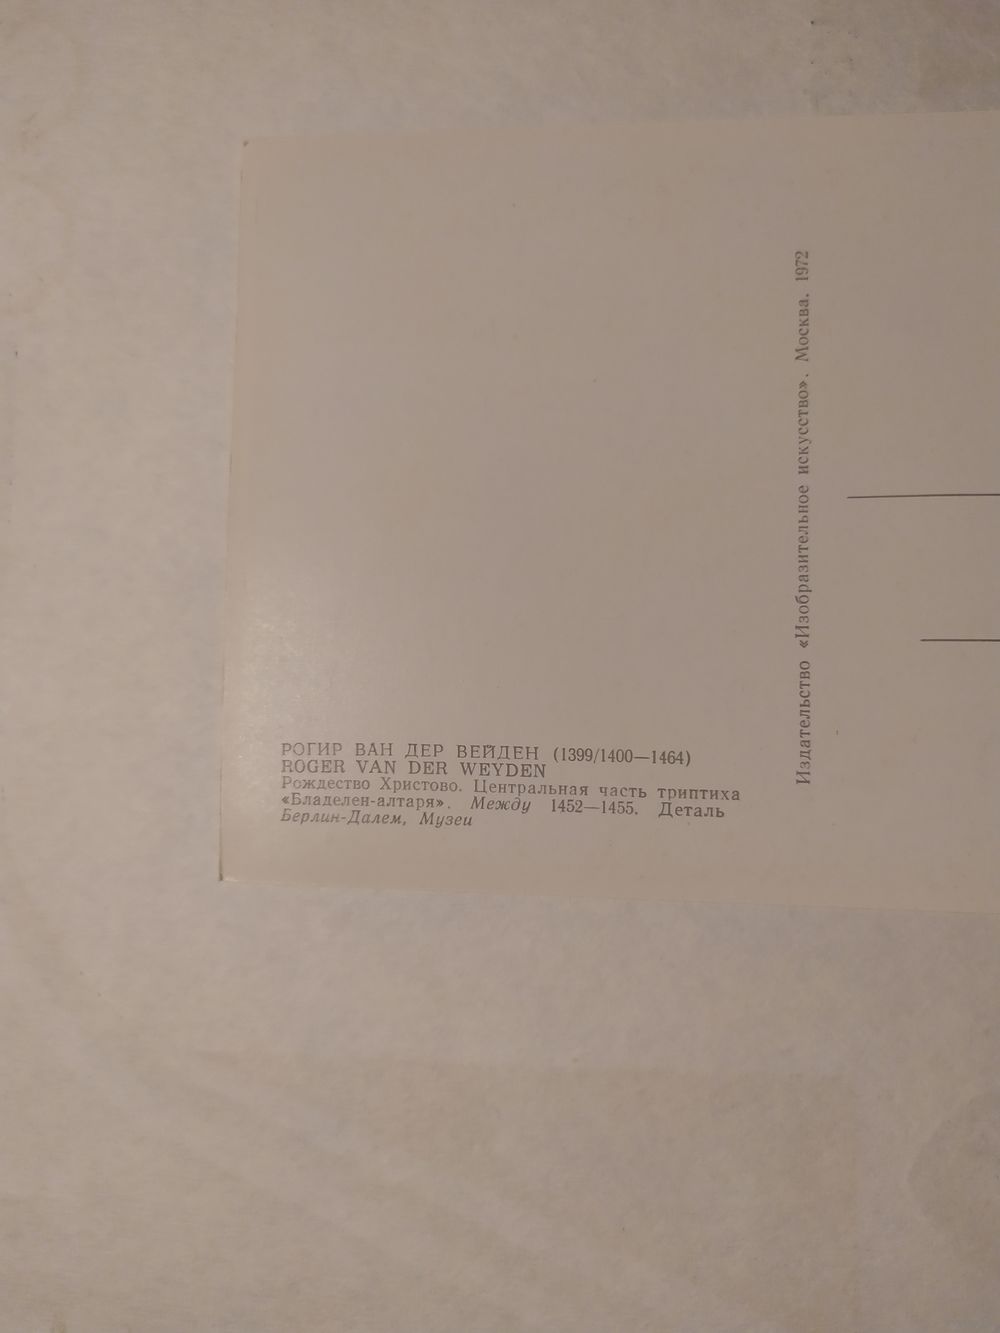 РОГИР ВАН ДЕР ВЕЙДЕН (1399/1400—1464)
ROGER VAN DER WEYDEN
Рождество Христово. Центральная часть триптиха
«Бладелен-алтаря». Между 1452—1455. Деталь
Берлин-Далем, Музеи
Издательство «Изобразительное искусство». Москва. 1972